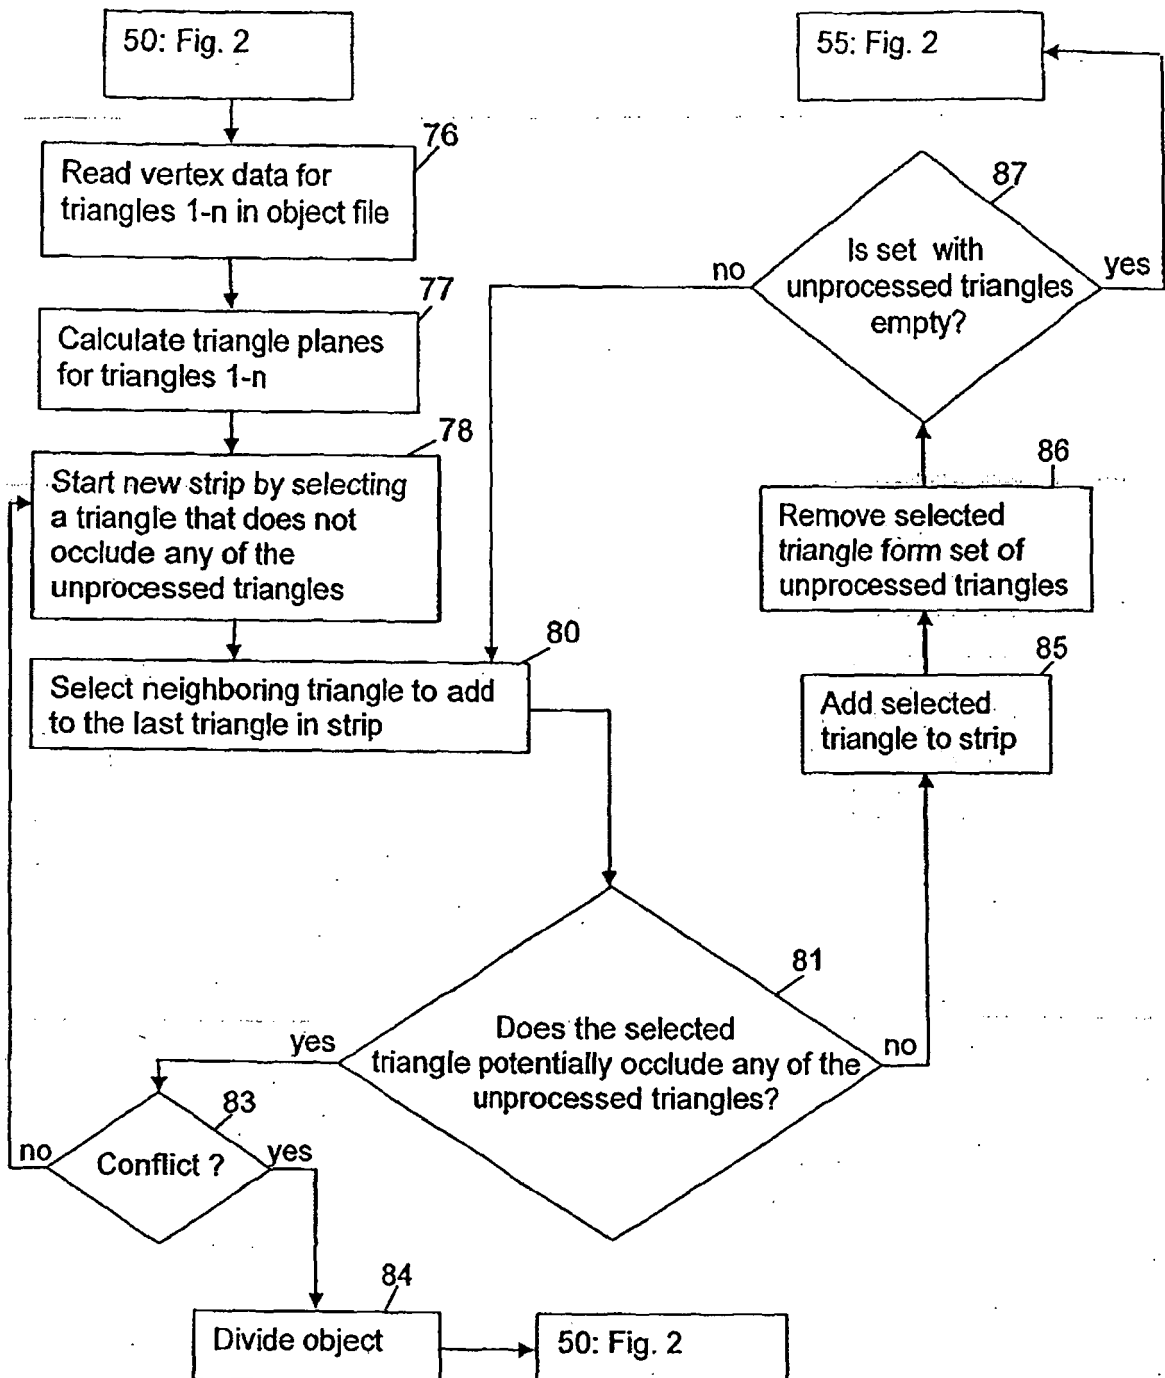 50: Fig. 2
55: Fig. 2
76
Read vertex data for
triangles 1-n in object file
87
Is set with
unprocessed triangles
empty?
no
yes
77
Calculate triangle planes
for triangles 1-n
78
Start new strip by selecting
a triangle that does not
occlude any of the
unprocessed triangles
86
Remove selected
triangle form set of
unprocessed triangles
80
Select neighboring triangle to add
to the last triangle in strip
85
Add selected
triangle to strip
81
Does the selected
triangle potentially occlude any of the
unprocessed triangles?
yes
no
83
Conflict ?
no
yes
84
Divide object
50: Fig. 2